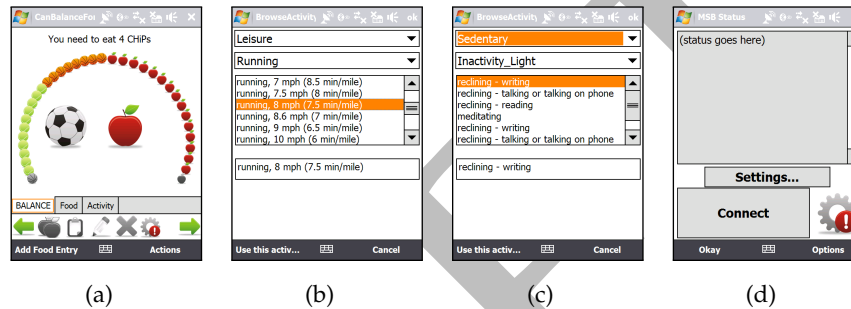 CanBalanceFo
You need to eat 4 CHiPs
BALANCE Food Activity
Add Food Entry Actions
(a)
BrowseActivity ok
Leisure
Running
running, 7 mph (8.5 min/mile)
running, 7.5 mph (8 min/mile)
running, 8 mph (7.5 min/mile)
running, 8.6 mph (7 min/mile)
running, 9 mph (6.5 min/mile)
running, 10 mph (6 min/mile)
running, 8 mph (7.5 min/mile)
Use this activ... Cancel
(b)
BrowseActivity ok
Sedentary
Inactivity_Light
reclining - writing
reclining - talking or talking on phone
reclining - reading
meditating
reclining - writing
reclining - talking or talking on phone
reclining - writing
Use this activ... Cancel
(c)
MSB Status
(status goes here)
Settings...
Connect
Okay Options
(d)